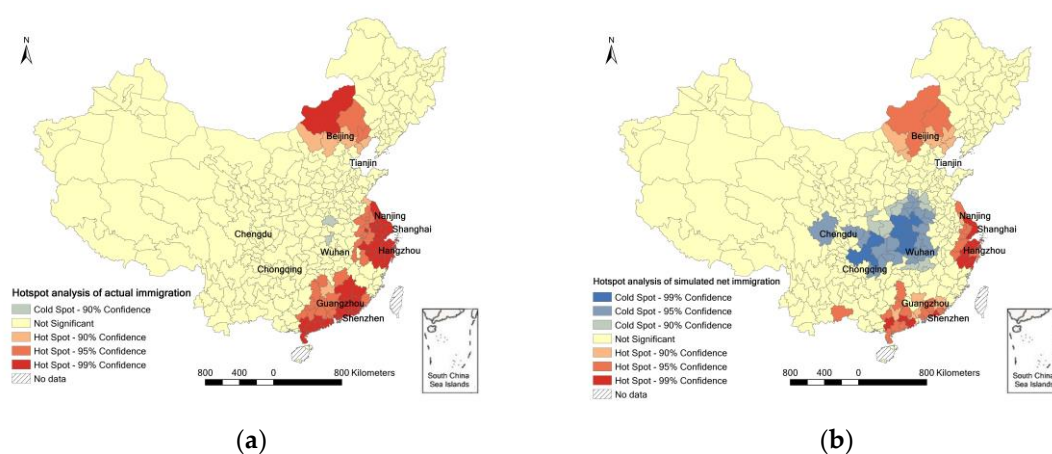 N
Beijing
Tianjin
Nanjing
Shanghai
Chengdu
Wuhan
Hangzhou
Chongqing
Guangzhou
Shenzhen
Hotspot analysis of actual immigration
Cold Spot - 90% Confidence
Not Significant
Hot Spot - 90% Confidence
Hot Spot - 95% Confidence
Hot Spot - 99% Confidence
No data
800 400 0 800 Kilometers
South China
Sea Islands
(a)
N
Beijing
Tianjin
Nanjing
Shanghai
Chengdu
Wuhan
Hangzhou
Chongqing
Guangzhou
Shenzhen
Hotspot analysis of simulated net immigration
Cold Spot - 99% Confidence
Cold Spot - 95% Confidence
Cold Spot - 90% Confidence
Not Significant
Hot Spot - 90% Confidence
Hot Spot - 95% Confidence
Hot Spot - 99% Confidence
No data
800 400 0 800 Kilometers
South China
Sea Islands
(b)